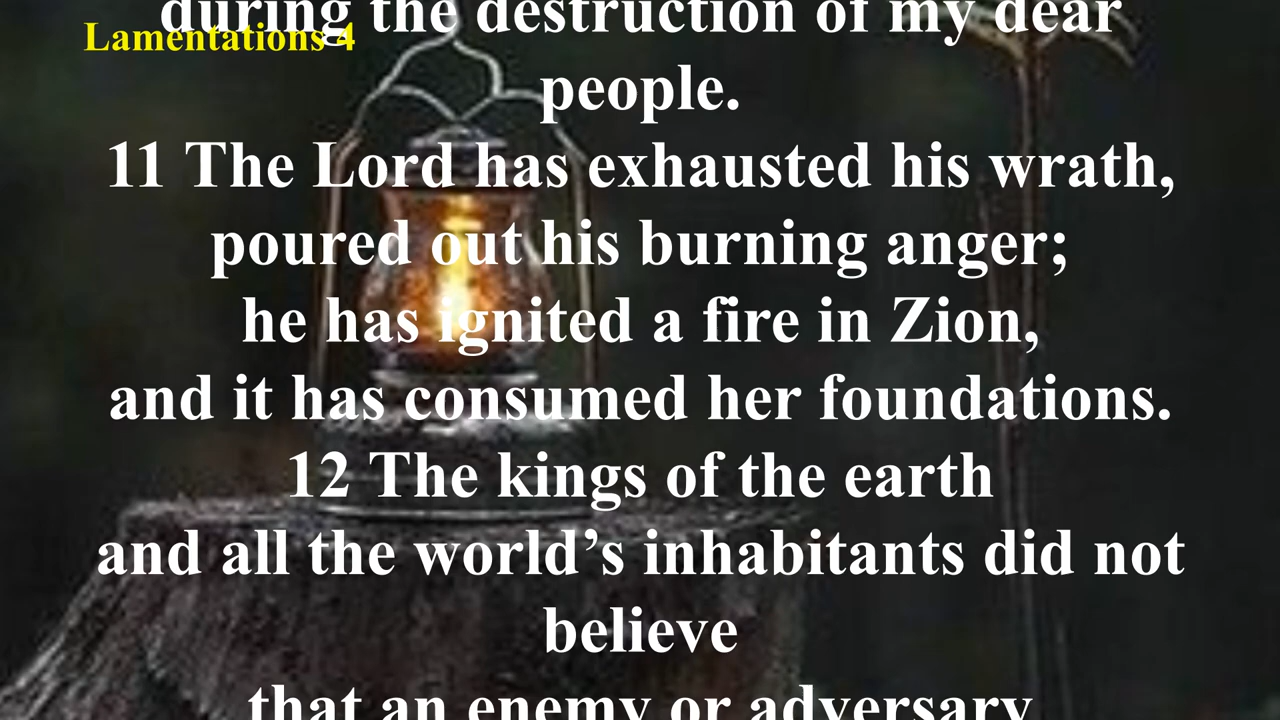 during the destruction of my dear
Lamentations 4
people.
11 The Lord has exhausted his wrath,
poured out his burning anger;
he has ignited a fire in Zion,
and it has consumed her foundations.
12 The kings of the earth
and all the world’s inhabitants did not
believe
that an enemy or adversary